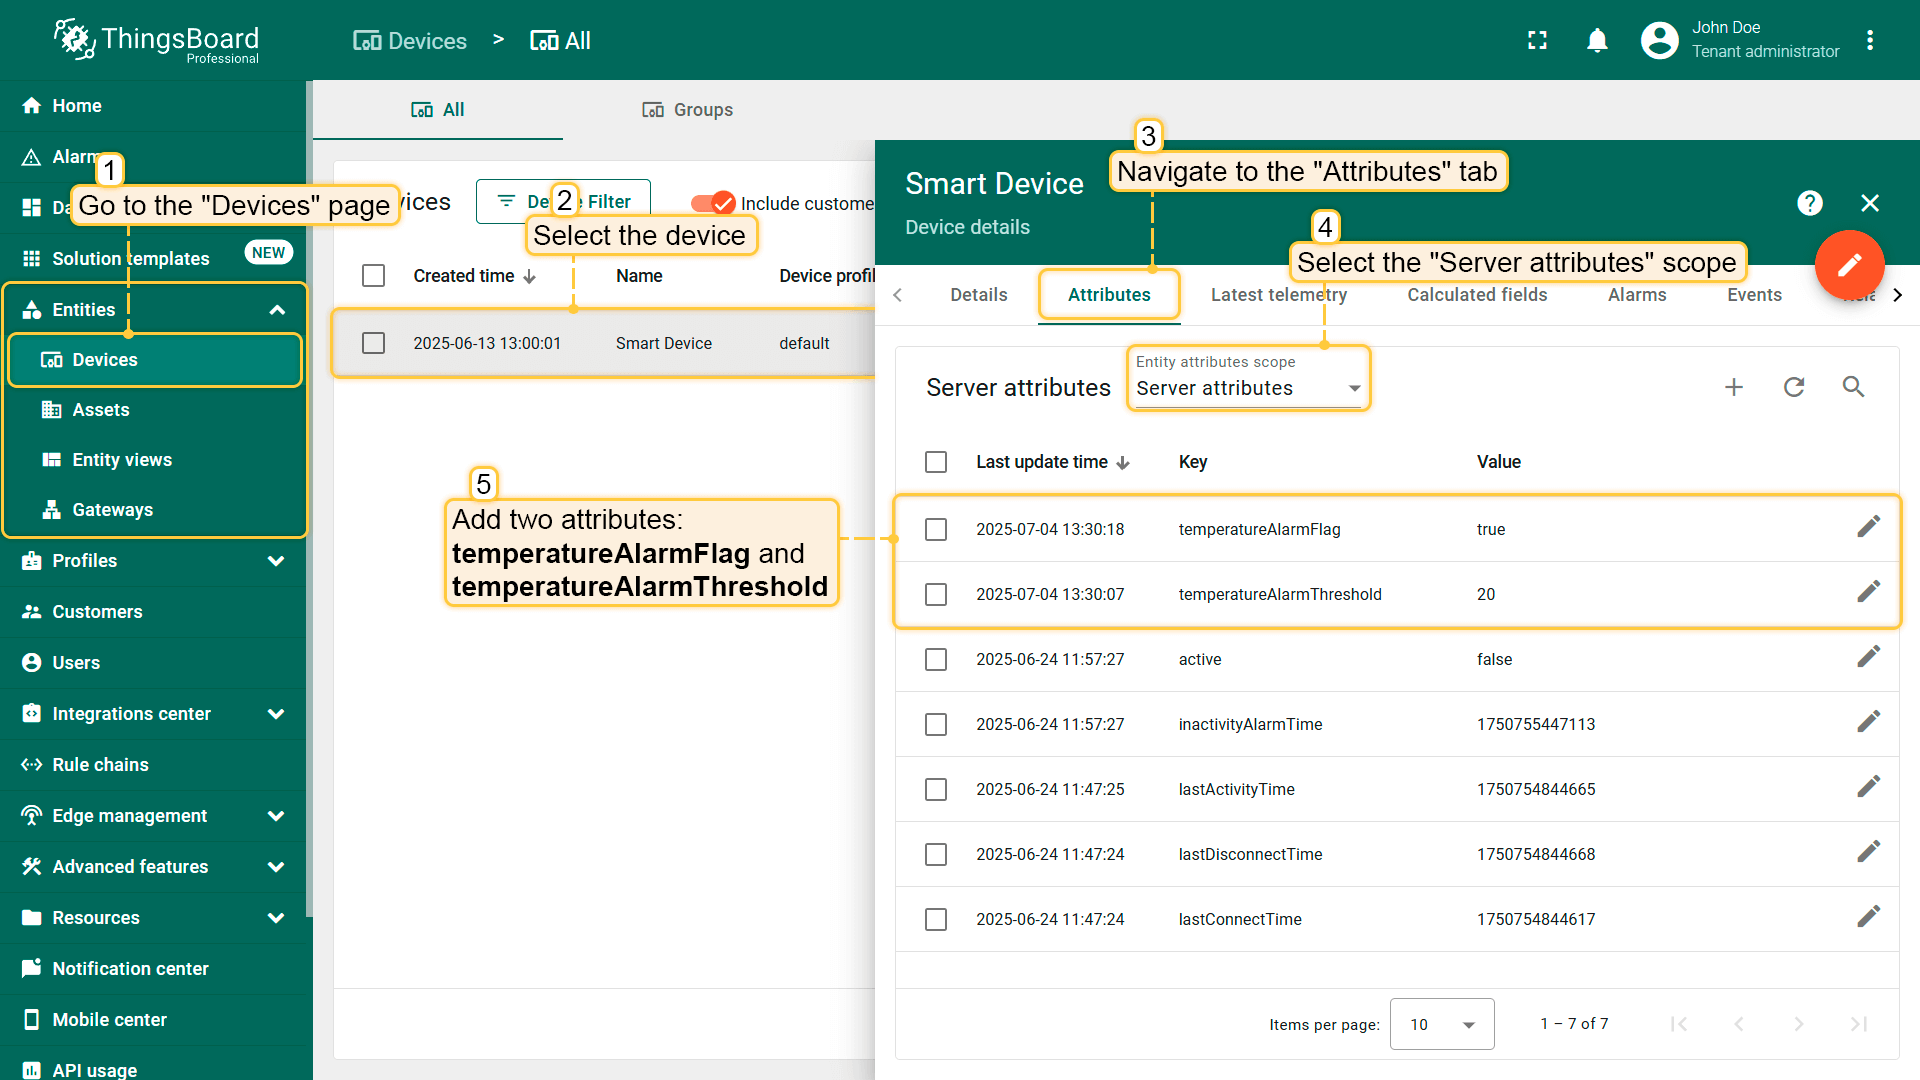 ThingsBoard
Professional
Devices > All
John Doe
Tenant administrator
Home
Alarm
1
Go to the "Devices" page
Solution templates NEW
Entities
Devices
Assets
Entity views
Gateways
Profiles
Customers
Users
Integrations center
Rule chains
Edge management
Advanced features
Resources
Notification center
Mobile center
API usage
All
Groups
2
Filter
Include custome
Select the device
Created time
Name
Device profil
2025-06-13 13:00:01
Smart Device
default
5
Add two attributes:
temperatureAlarmFlag and
temperatureAlarmThreshold
3
Navigate to the "Attributes" tab
Smart Device
Device details
4
Select the "Server attributes" scope
Details
Attributes
Latest telemetry
Calculated fields
Alarms
Events
Server attributes
Entity attributes scope
Server attributes
Last update time
Key
Value
2025-07-04 13:30:18 temperatureAlarmFlag true
2025-07-04 13:30:07 temperatureAlarmThreshold 20
2025-06-24 11:57:27 active false
2025-06-24 11:57:27 inactivityAlarmTime 1750755447113
2025-06-24 11:47:25 lastActivityTime 1750754844665
2025-06-24 11:47:24 lastDisconnectTime 1750754844668
2025-06-24 11:47:24 lastConnectTime 1750754844617
Items per page: 10 1 – 7 of 7